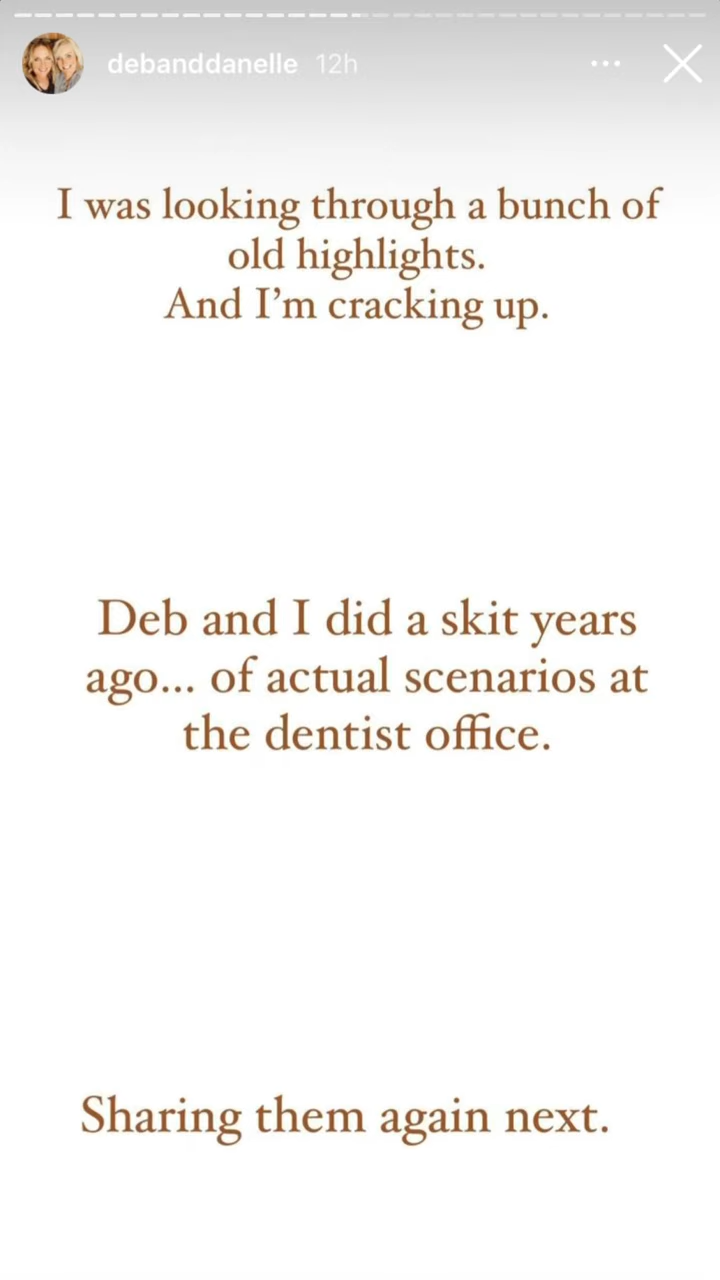 debanddanelle 12h
I was looking through a bunch of
old highlights.
And I'm cracking up.
Deb and I did a skit years
ago... of actual scenarios at
the dentist office.
Sharing them again next.